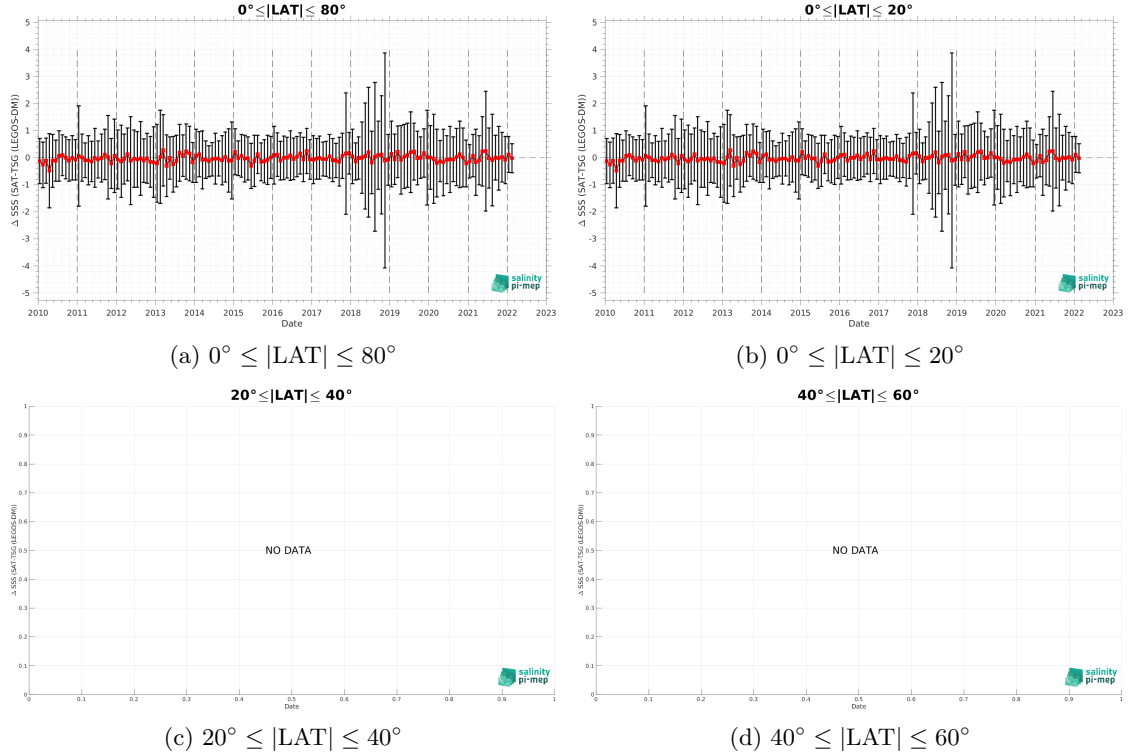 0°≤|LAT|≤ 80°
5
4
3
2
1
0
-1
-2
-3
-4
-5
Δ SSS (SAT-TSG (LEGOS-DM))
2010 2011 2012 2013 2014 2015 2016 2017 2018 2019 2020 2021 2022 2023
Date
salinity
pi-mep
(a) 0° ≤ |LAT| ≤ 80°
0°≤|LAT|≤ 20°
5
4
3
2
1
0
-1
-2
-3
-4
-5
Δ SSS (SAT-TSG (LEGOS-DM))
2010 2011 2012 2013 2014 2015 2016 2017 2018 2019 2020 2021 2022 2023
Date
salinity
pi-mep
(b) 0° ≤ |LAT| ≤ 20°
20°≤|LAT|≤ 40°
1
0.9
0.8
0.7
0.6
0.5
0.4
0.3
0.2
0.1
0
Δ SSS (SAT-TSG (LEGOS-DM))
NO DATA
0 0.1 0.2 0.3 0.4 0.5 0.6 0.7 0.8 0.9 1
Date
salinity
pi-mep
(c) 20° ≤ |LAT| ≤ 40°
40°≤|LAT|≤ 60°
1
0.9
0.8
0.7
0.6
0.5
0.4
0.3
0.2
0.1
0
Δ SSS (SAT-TSG (LEGOS-DM))
NO DATA
0 0.1 0.2 0.3 0.4 0.5 0.6 0.7 0.8 0.9 1
Date
salinity
pi-mep
(d) 40° ≤ |LAT| ≤ 60°